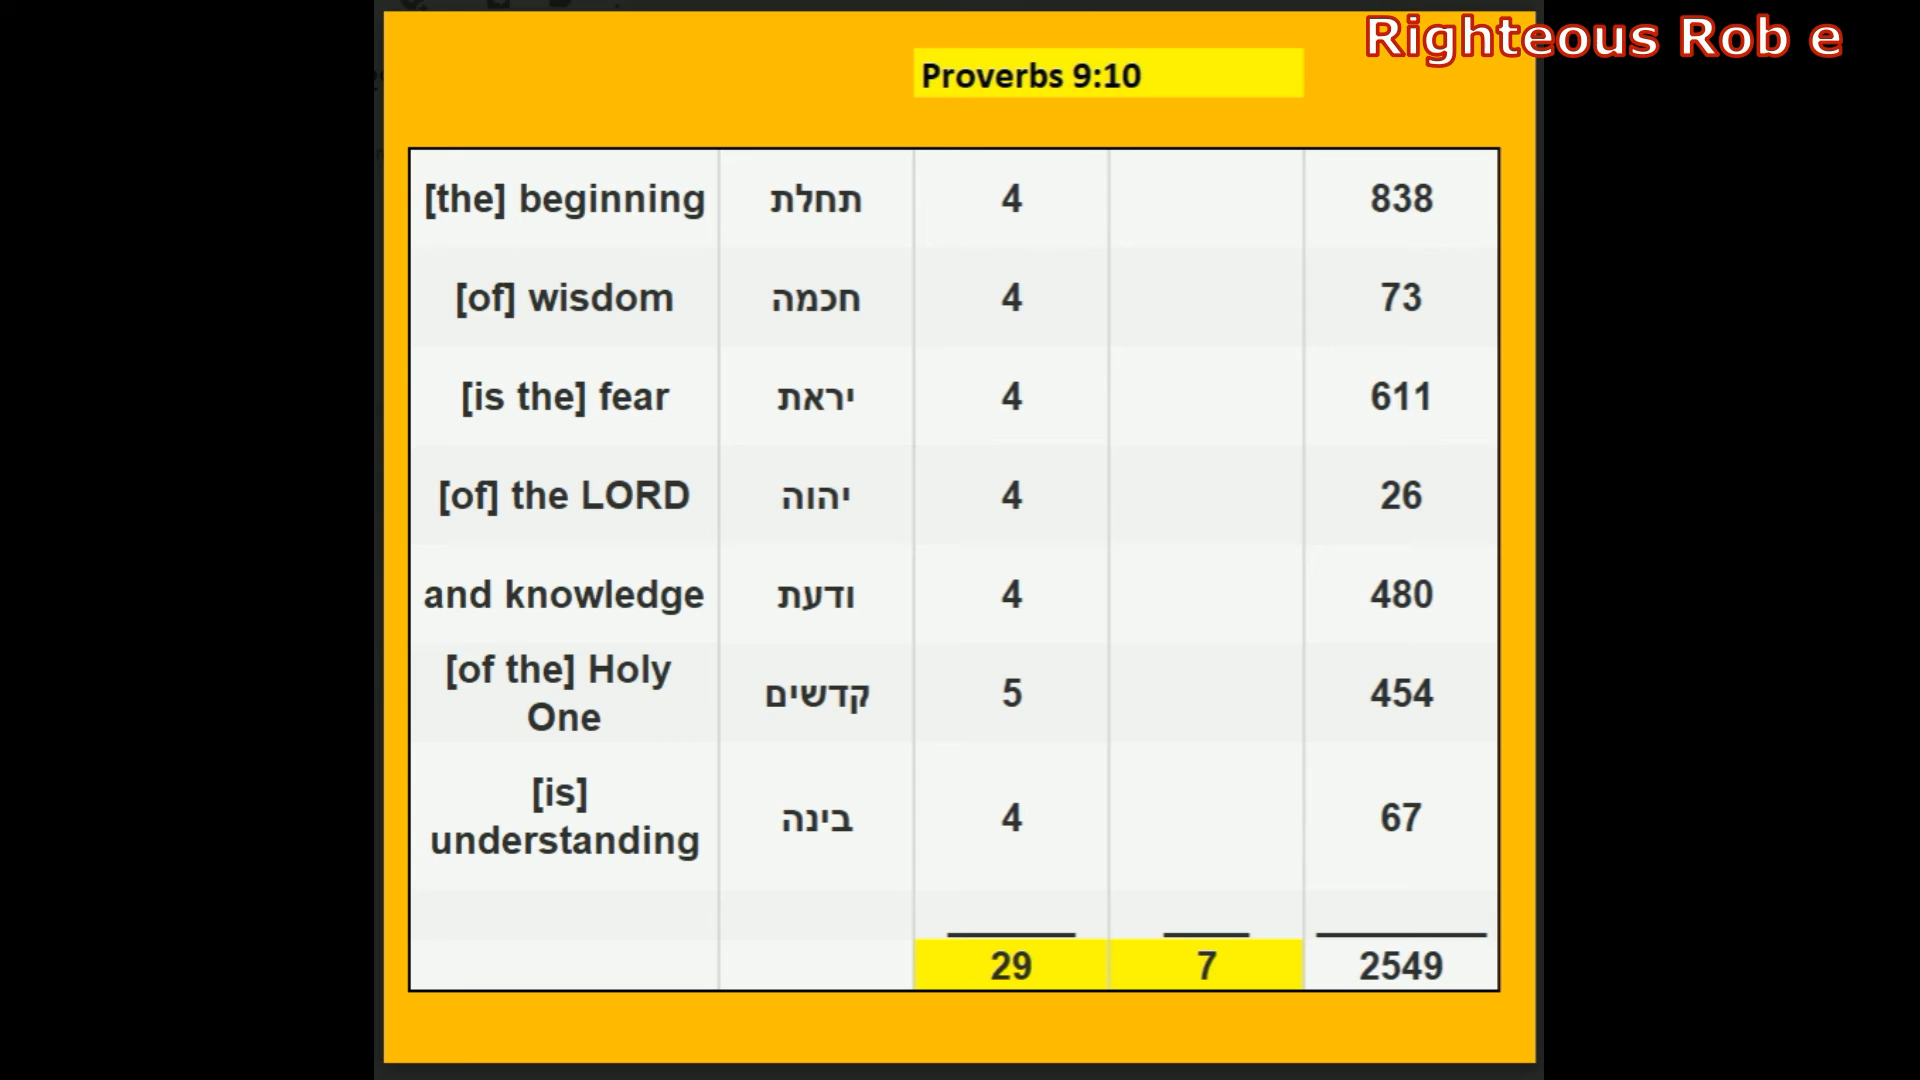 Righteous Rob e
Proverbs 9:10
[the] beginning תחלת 4 838
[of] wisdom חכמה 4 73
[is the] fear יראת 4 611
[of] the LORD יהוה 4 26
and knowledge ודעת 4 480
[of the] Holy
One קדשים 5 454
[is]
understanding בינה 4 67
29 7 2549